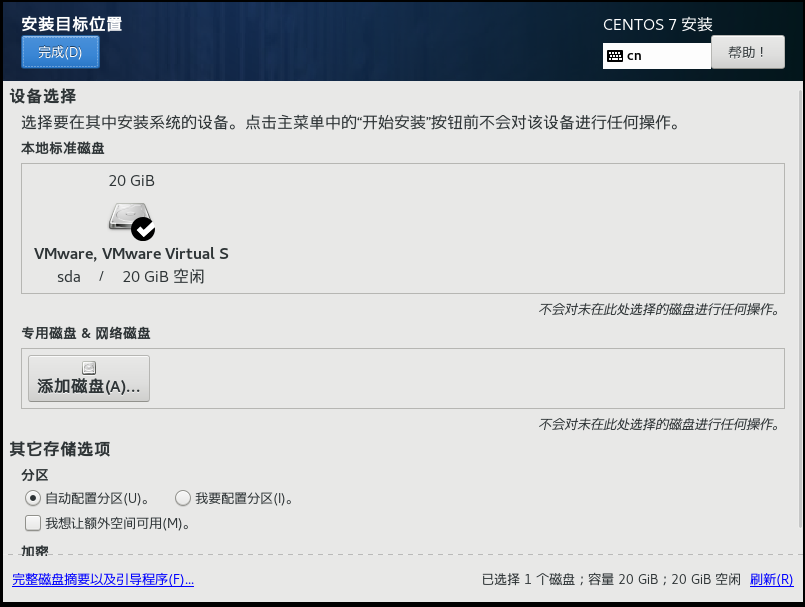 安装目标位置
CENTOS 7 安装
完成(D)
cn
帮助！
设备选择
选择要在其中安装系统的设备。点击主菜单中的“开始安装”按钮前不会对该设备进行任何操作。
本地标准磁盘
20 GiB
VMware, VMware Virtual S
sda / 20 GiB 空闲
不会对未在此处选择的磁盘进行任何操作。
专用磁盘 & 网络磁盘
添加磁盘(A)...
不会对未在此处选择的磁盘进行任何操作。
其它存储选项
分区
自动配置分区(U)。 我要配置分区(I)。
我想让额外空间可用(M)。
加密
完整磁盘摘要以及引导程序(F)... 已选择 1 个磁盘；容量 20 GiB；20 GiB 空闲 刷新(R)